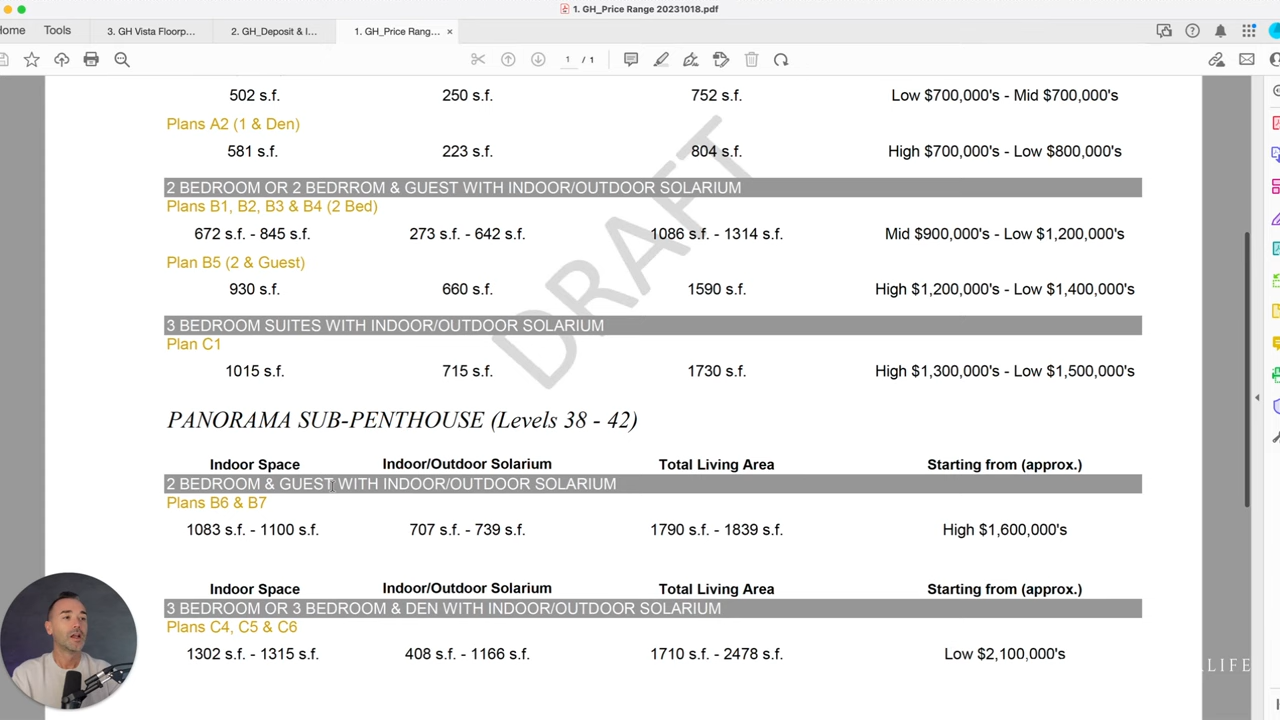 1. GH_Price Range 20231018.pdf
Home Tools 3. GH Vista Floorp... 2. GH_Deposit & I... 1. GH_Price Rang... ×
1 / 1
502 s.f. 250 s.f. 752 s.f. Low $700,000's - Mid $700,000's
Plans A2 (1 & Den)
581 s.f. 223 s.f. 804 s.f. High $700,000's - Low $800,000's
2 BEDROOM OR 2 BEDRROM & GUEST WITH INDOOR/OUTDOOR SOLARIUM
Plans B1, B2, B3 & B4 (2 Bed)
672 s.f. - 845 s.f. 273 s.f. - 642 s.f. 1086 s.f. - 1314 s.f. Mid $900,000's - Low $1,200,000's
Plan B5 (2 & Guest)
930 s.f. 660 s.f. 1590 s.f. High $1,200,000's - Low $1,400,000's
DRAFT
3 BEDROOM SUITES WITH INDOOR/OUTDOOR SOLARIUM
Plan C1
1015 s.f. 715 s.f. 1730 s.f. High $1,300,000's - Low $1,500,000's
PANORAMA SUB-PENTHOUSE (Levels 38 - 42)
Indoor Space Indoor/Outdoor Solarium Total Living Area Starting from (approx.)
2 BEDROOM & GUEST WITH INDOOR/OUTDOOR SOLARIUM
Plans B6 & B7
1083 s.f. - 1100 s.f. 707 s.f. - 739 s.f. 1790 s.f. - 1839 s.f. High $1,600,000's
Indoor Space Indoor/Outdoor Solarium Total Living Area Starting from (approx.)
3 BEDROOM OR 3 BEDROOM & DEN WITH INDOOR/OUTDOOR SOLARIUM
Plans C4, C5 & C6
1302 s.f. - 1315 s.f. 408 s.f. - 1166 s.f. 1710 s.f. - 2478 s.f. Low $2,100,000's